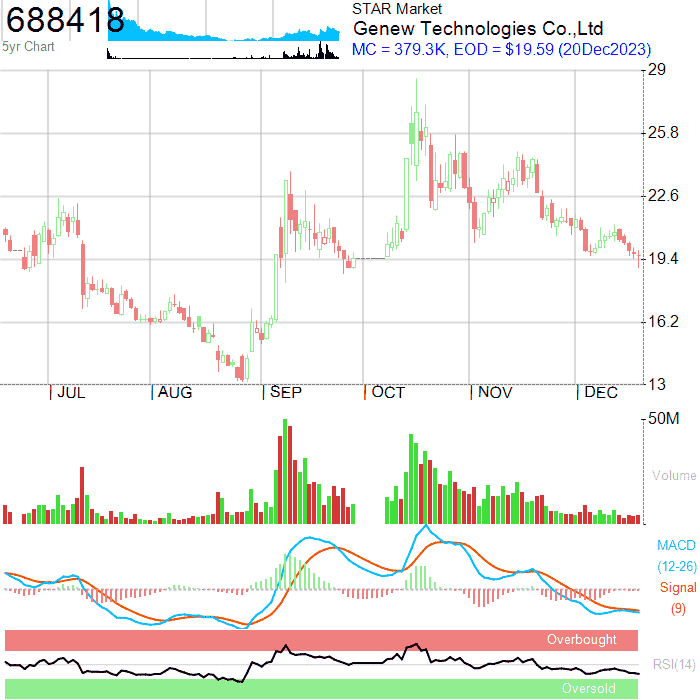 688418
STAR Market
Genew Technologies Co.,Ltd
5yr Chart
MC = 379.3K, EOD = $19.59 (20Dec2023)
29
25.8
22.6
19.4
16.2
13
JUL AUG SEP OCT NOV DEC
50M
Volume
MACD
(12-26)
Signal
(9)
Overbought
RSI(14)
Oversold